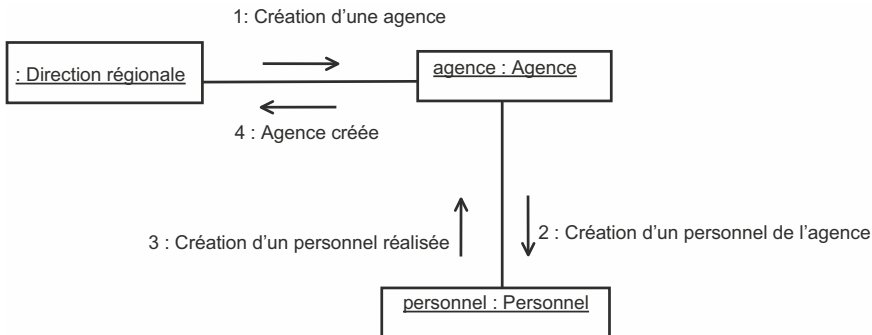 1: Création d'une agence
: Direction régionale
agence : Agence
4 : Agence créée
3 : Création d'un personnel réalisée
2 : Création d'un personnel de l'agence
personnel : Personnel